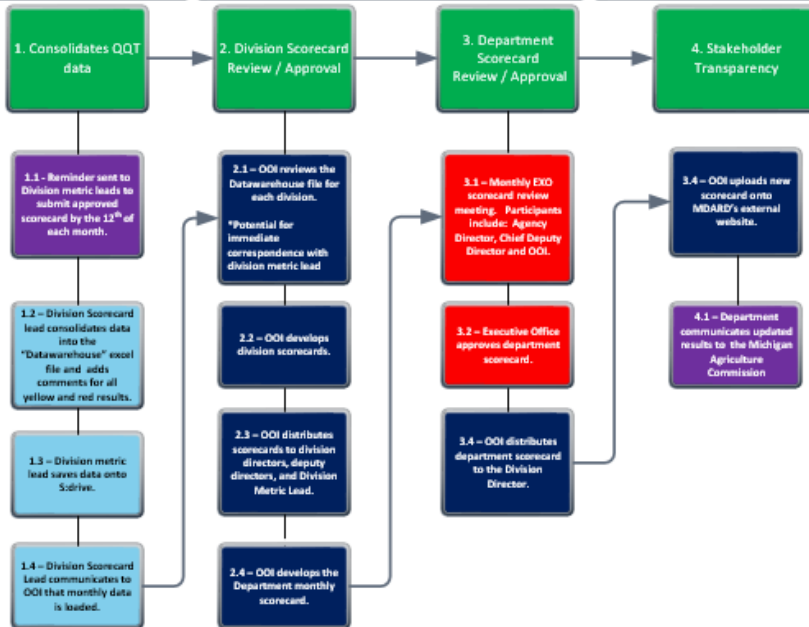 1. Consolidates QQT
data
2. Division Scorecard
Review / Approval
3. Department
Scorecard
Review / Approval
4. Stakeholder
Transparency
1.1 - Reminder sent to
Division metric leads to
submit approved
scorecard by the 12th of
each month.
1.2 – Division Scorecard
lead consolidates data
into the
"Datawarehouse" excel
file and adds comments for all
yellow and red results.
1.3 – Division metric
lead saves data onto
S:drive.
1.4 – Division Scorecard
Lead communicates to
OOI that monthly data
is loaded.
2.1 – OOI reviews the
Datawarehouse file for
each division.
*Potential for
immediate
correspondence with
division metric lead
2.2 – OOI develops
division scorecards.
2.3 – OOI distributes
scorecards to division
directors, deputy
directors, and Division
Metric Lead.
2.4 – OOI develops the
Department monthly
scorecard.
3.1 – Monthly EXO
scorecard review
meeting. Participants
include: Agency
Director, Chief Deputy
Director and OOI.
3.2 – Executive Office
approves department
scorecard.
3.4 – OOI distributes
department scorecard
to the Division
Director.
3.4 – OOI uploads new
scorecard onto
MDARD's external
website.
4.1 – Department
communicates updated
results to the Michigan
Agriculture
Commission